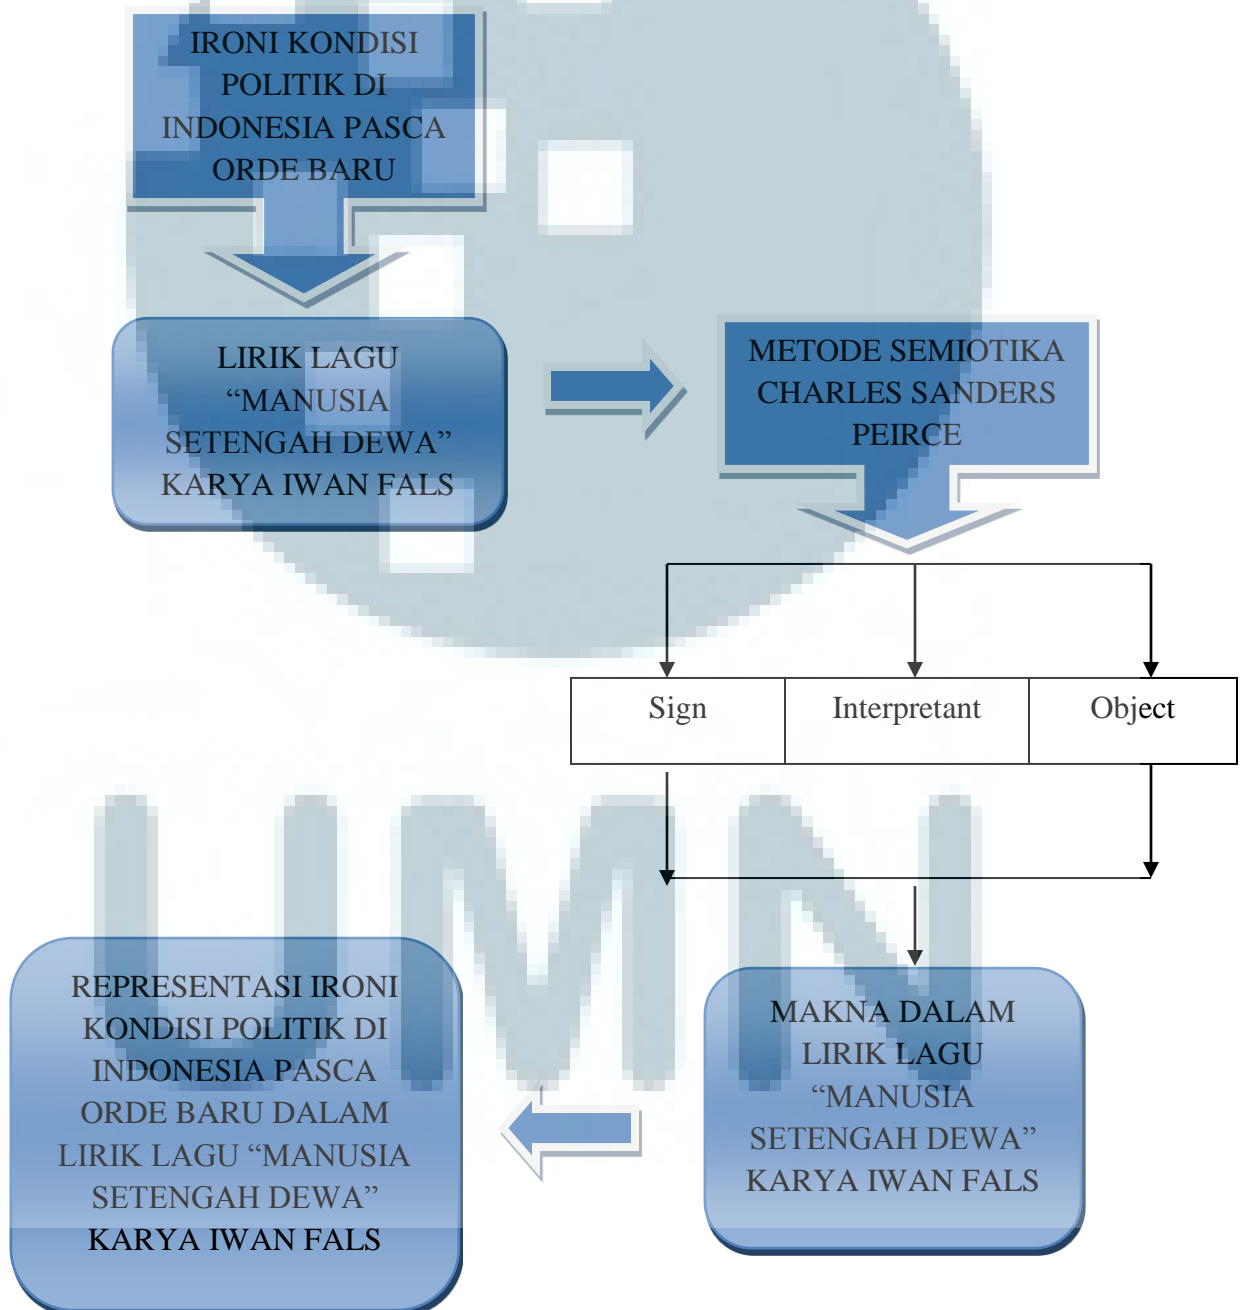 IRONI KONDISI
POLITIK DI
INDONESIA PASCA
ORDE BARU
LIRIK LAGU
“MANUSIA
SETENGAH DEWA”
KARYA IWAN FALS
METODE SEMIOTIKA
CHARLES SANDERS
PEIRCE
Sign
Interpretant
Object
MAKNA DALAM
LIRIK LAGU
“MANUSIA
SETENGAH DEWA”
KARYA IWAN FALS
REPRESENTASI IRONI
KONDISI POLITIK DI
INDONESIA PASCA
ORDE BARU DALAM
LIRIK LAGU “MANUSIA
SETENGAH DEWA”
KARYA IWAN FALS
UMN